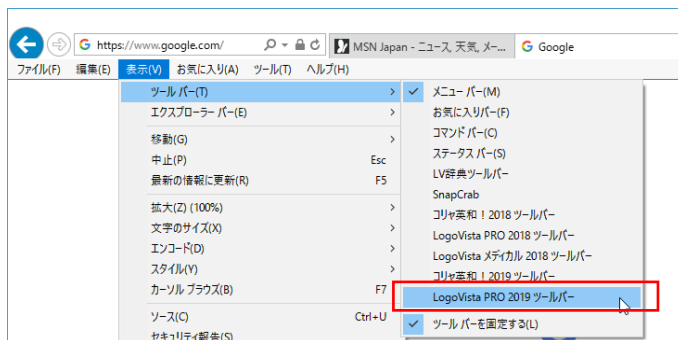 https://www.google.com/
MSN Japan - ニュース, 天気, メー...
Google
ファイル(F) 編集(E) 表示(V) お気に入り(A) ツール(T) ヘルプ(H)
ツール バー(T)
エクスプローラー バー(E)
移動(G)
中止(P) Esc
最新の情報に更新(R) F5
拡大(Z) (100%)
文字のサイズ(X)
エンコード(D)
スタイル(Y)
カーソル ブラウズ(B) F7
ソース(C) Ctrl+U
セキュリティ報告(S)
メニュー バー(M)
お気に入りバー(F)
コマンド バー(C)
ステータス バー(S)
LV辞典ツールバー
SnapCrab
コリャ英和!2018 ツールバー
LogoVista PRO 2018 ツールバー
LogoVista メディカル 2018 ツールバー
コリャ英和!2019 ツールバー
LogoVista PRO 2019 ツールバー
ツール バーを固定する(L)